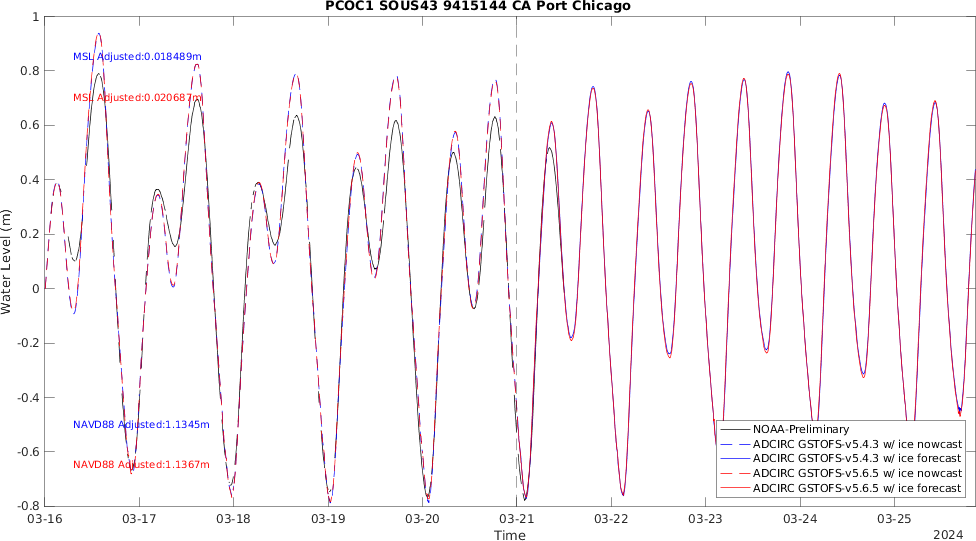 PCOC1 SOUS43 9415144 CA Port Chicago
1
0.8
0.6
0.4
0.2
0
-0.2
-0.4
-0.6
-0.8
Water Level (m)
MSL Adjusted:0.018489m
MSL Adjusted:0.020687m
NAVD88 Adjusted:1.1345m
NAVD88 Adjusted:1.1367m
NOAA-Preliminary
ADCIRC GSTOFS-v5.4.3 w/ ice nowcast
ADCIRC GSTOFS-v5.4.3 w/ ice forecast
ADCIRC GSTOFS-v5.6.5 w/ ice nowcast
ADCIRC GSTOFS-v5.6.5 w/ ice forecast
03-16 03-17 03-18 03-19 03-20 03-21 03-22 03-23 03-24 03-25
Time
2024